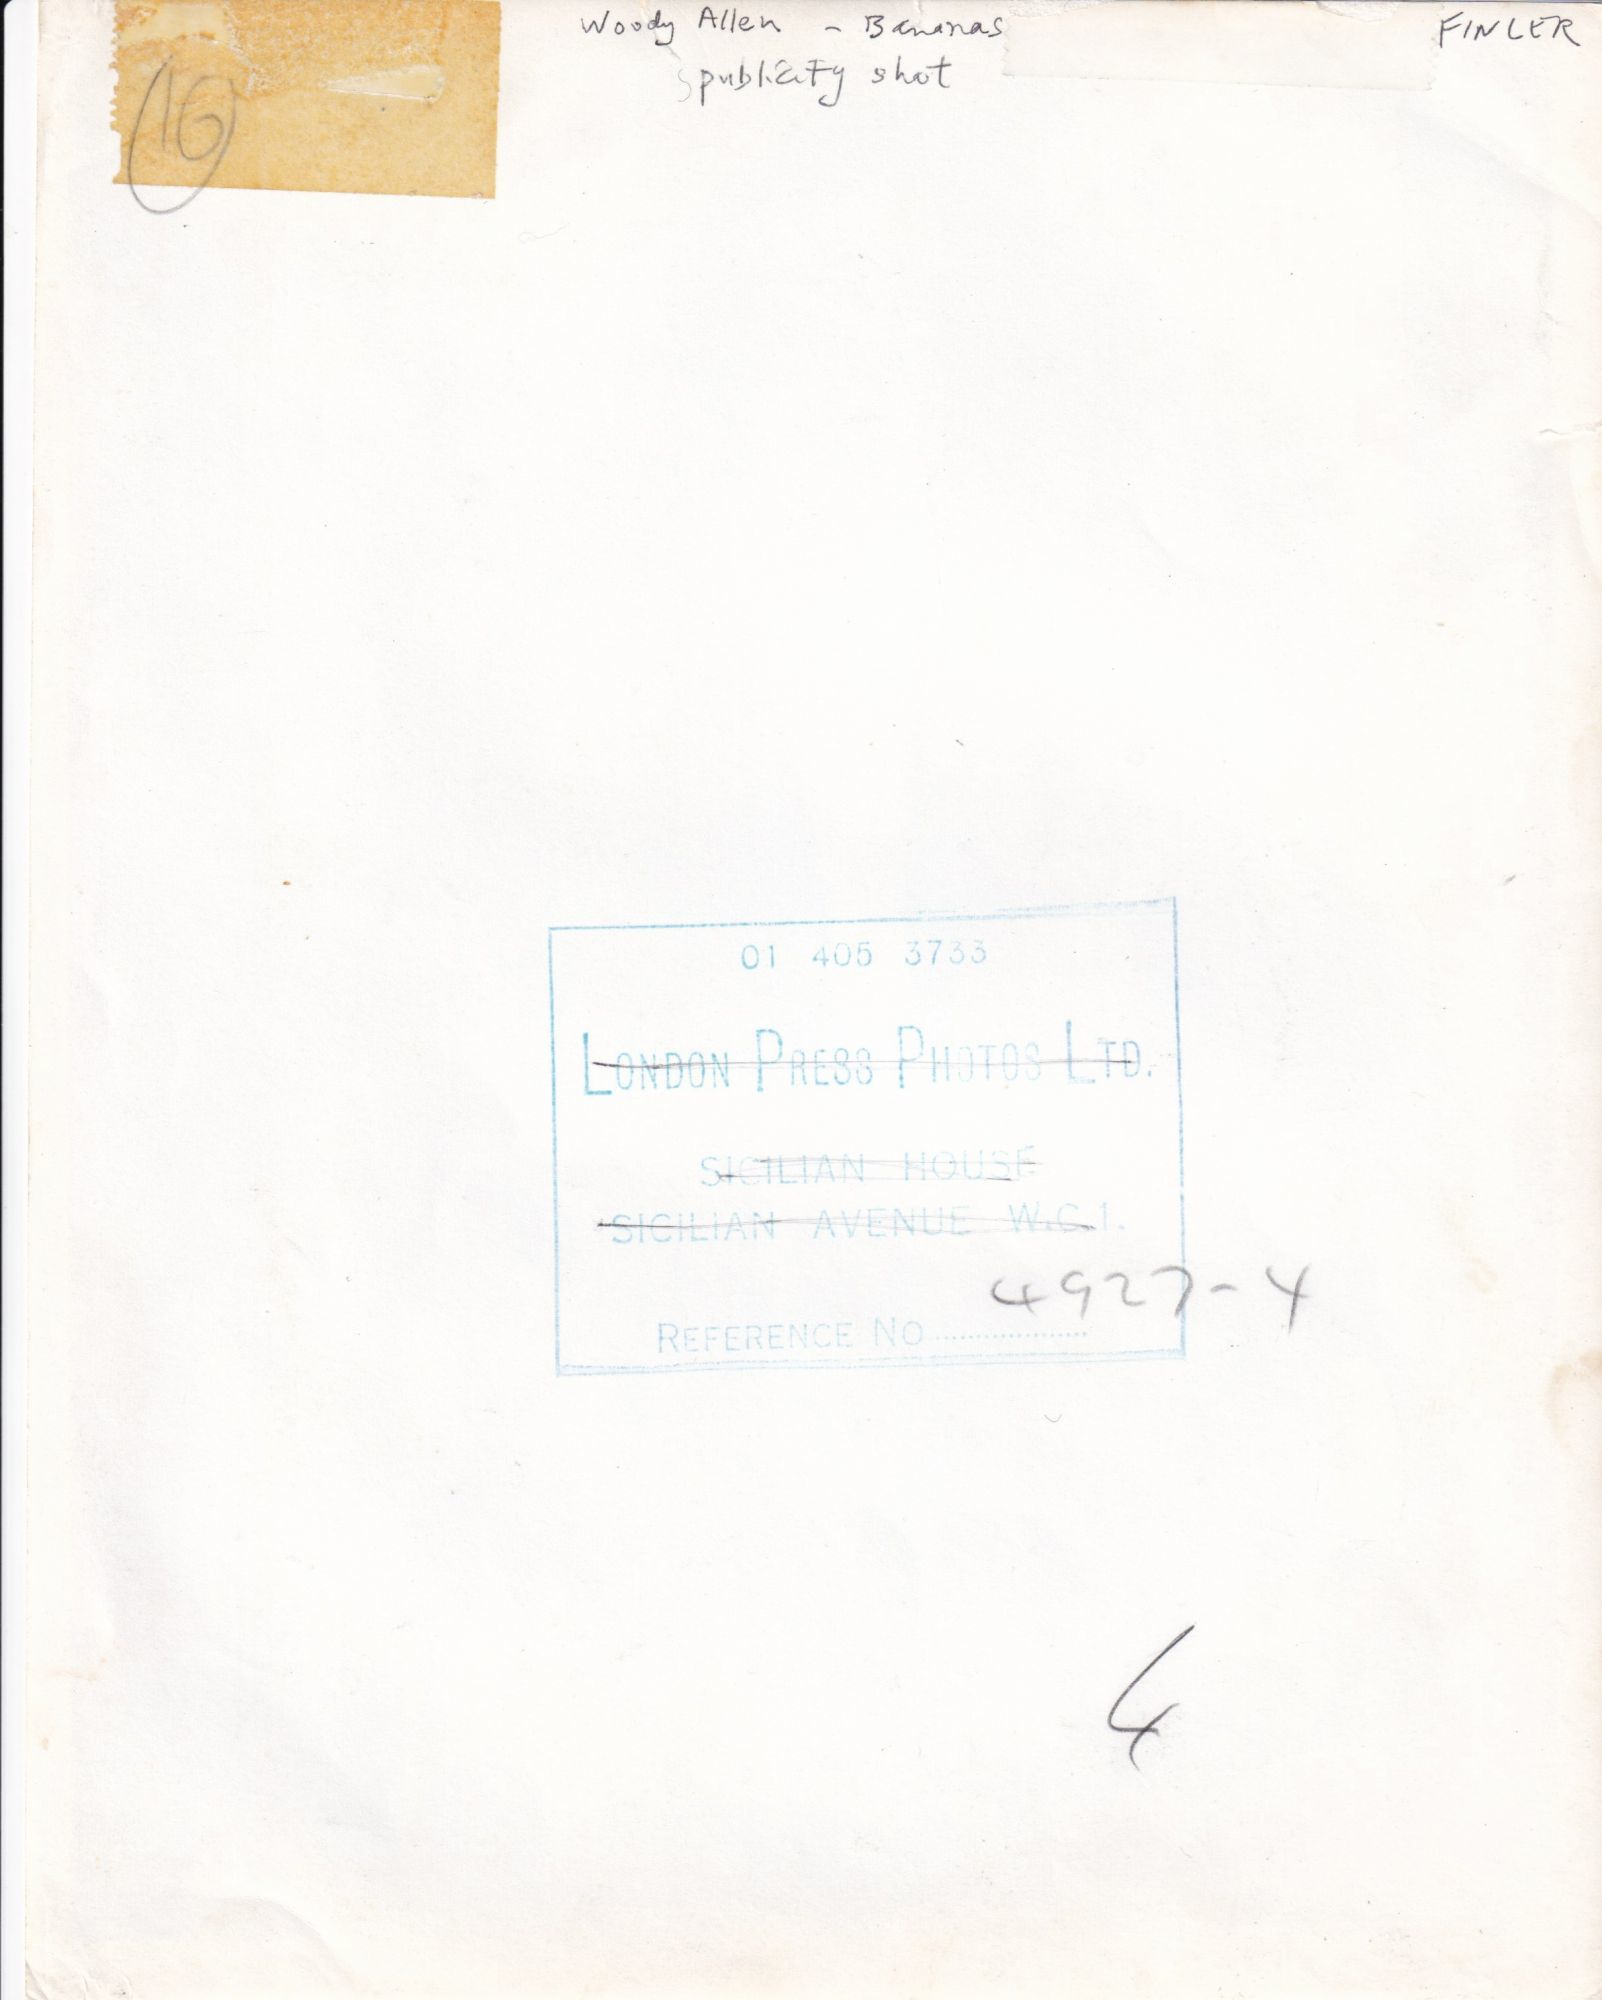 Woody Allen - Bananas
FINLER
publicity shot
16
01 405 3733
LONDON PRESS PHOTOS LTD.
SICILIAN HOUSE
SICILIAN AVENUE W.C.1.
4927-4
REFERENCE NO...................
4